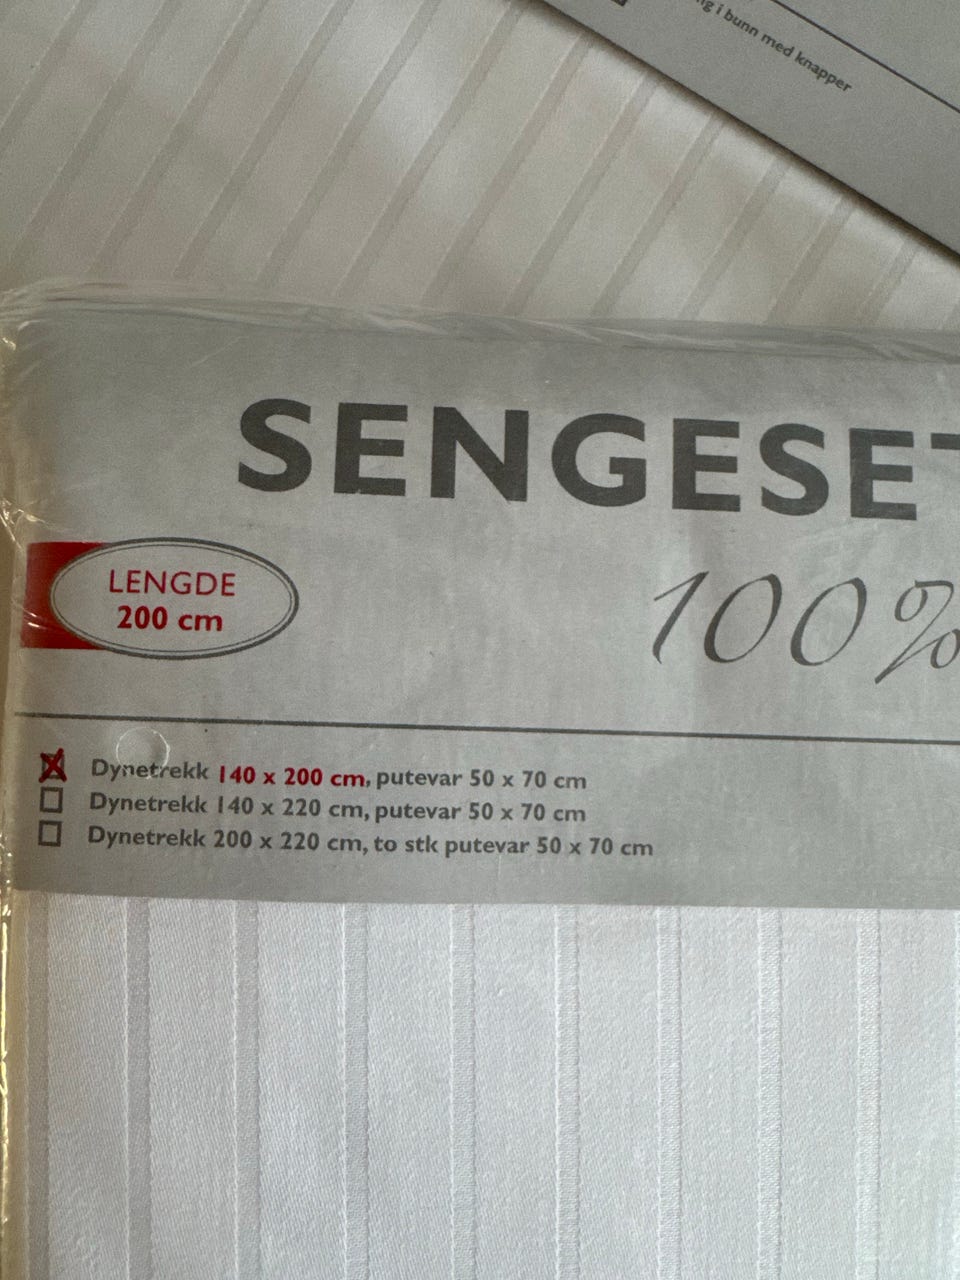 i bunn med knapper
SENGESE
LENGDE
200 cm
100%
Dynetrekk 140 x 200 cm, putevar 50 x 70 cm
Dynetrekk 140 x 220 cm, putevar 50 x 70 cm
Dynetrekk 200 x 220 cm, to stk putevar 50 x 70 cm